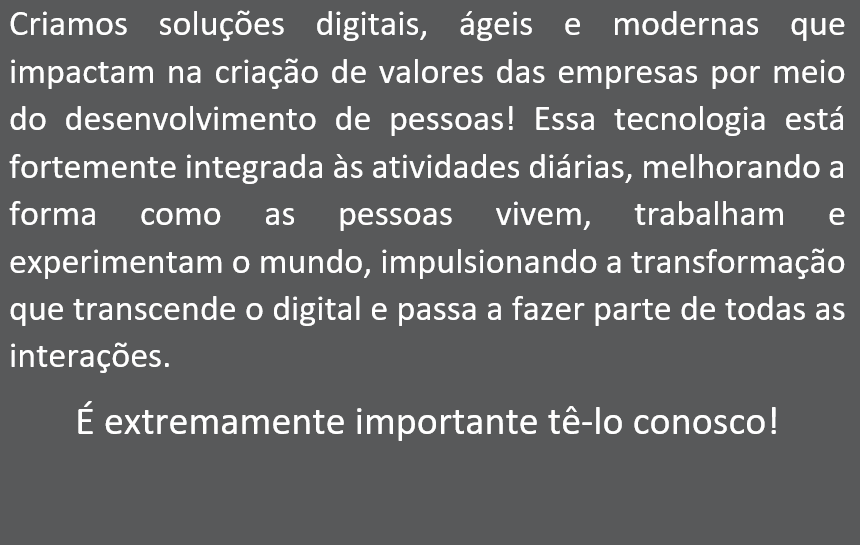 Criamos soluções digitais, ágeis e modernas que
impactam na criação de valores das empresas por meio
do desenvolvimento de pessoas! Essa tecnologia está
fortemente integrada às atividades diárias, melhorando a
forma como as pessoas vivem, trabalham e
experimentam o mundo, impulsionando a transformação
que transcende o digital e passa a fazer parte de todas as
interações.
É extremamente importante tê-lo conosco!